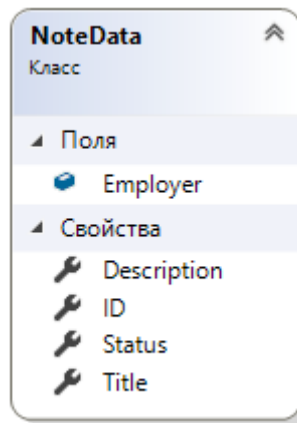 NoteData
Класс
Поля
Employer
Свойства
Description
ID
Status
Title